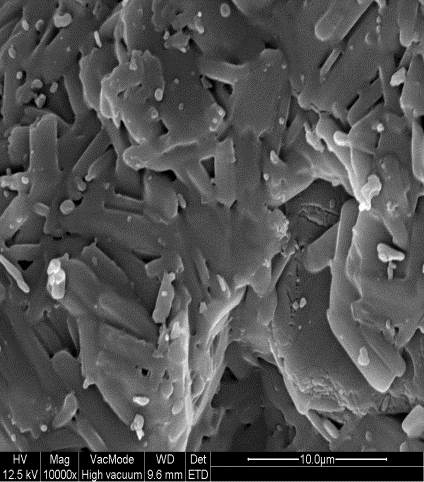 HV Mag VacMode WD Det 10.0μm
12.5 kV 10000x High vacuum 9.6 mm ETD